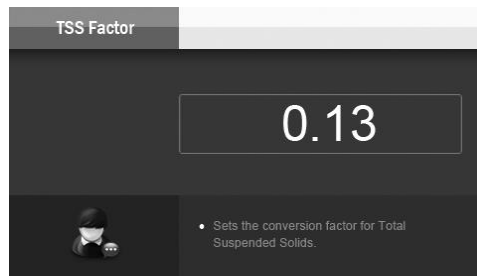 TSS Factor
0.13
• Sets the conversion factor for Total
Suspended Solids.